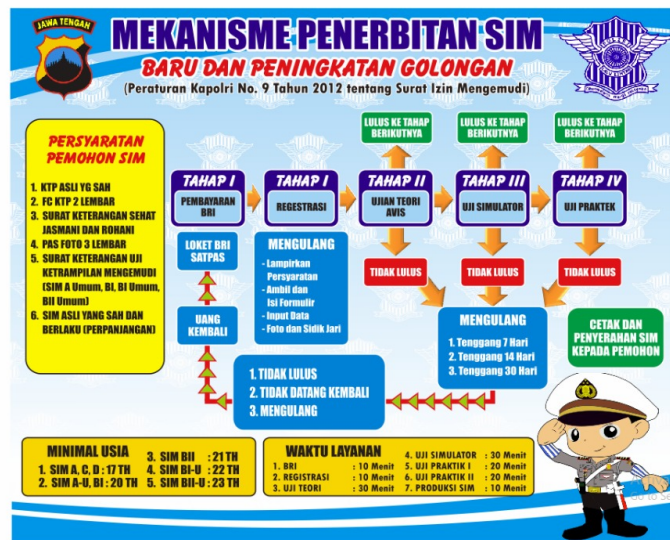 JAWA TENGAH
MEKANISME PENERBITAN SIM
BARU DAN PENINGKATAN GOLONGAN
(Peraturan Kapolri No. 9 Tahun 2012 tentang Surat Izin Mengemudi)
PERSYARATAN
PEMOHON SIM
1. KTP ASLI YG SAH
2. FC KTP 2 LEMBAR
3. SURAT KETERANGAN SEHAT
JASMANI DAN ROHANI
4. PAS FOTO 3 LEMBAR
5. SURAT KETERANGAN UJI
KETRAMPILAN MENGEMUDI
(SIM A Umum, BI, BI Umum,
BII Umum)
6. SIM ASLI YANG SAH DAN
BERLAKU (PERPANJANGAN)
LULUS KE TAHAP
BERIKUTNYA
LULUS KE TAHAP
BERIKUTNYA
LULUS KE TAHAP
BERIKUTNYA
TAHAP I
PEMBAYARAN
BRI
TAHAP I
REGESTRASI
TAHAP II
UJIAN TEORI
AVIS
TAHAP III
UJI SIMULATOR
TAHAP IV
UJI PRAKTEK
LOKET BRI
SATPAS
MENGULANG
- Lampirkan
Persyaratan
- Ambil dan
Isi Formulir
- Input Data
- Foto dan Sidik Jari
TIDAK LULUS
TIDAK LULUS
TIDAK LULUS
UANG
KEMBALI
MENGULANG
1. Tenggang 7 Hari
2. Tenggang 14 Hari
3. Tenggang 30 Hari
CETAK DAN
PENYERAHAN SIM
KEPADA PEMOHON
1. TIDAK LULUS
2. TIDAK DATANG KEMBALI
3. MENGULANG
MINIMAL USIA
1. SIM A, C, D : 17 TH
2. SIM A-U, BI : 20 TH
3. SIM BII : 21 TH
4. SIM BI-U : 22 TH
5. SIM BII-U : 23 TH
WAKTU LAYANAN
1. BRI : 10 Menit
2. REGISTRASI : 10 Menit
3. UJI TEORI : 30 Menit
4. UJI SIMULATOR : 30 Menit
5. UJI PRAKTIK I : 20 Menit
6. UJI PRAKTIK II : 20 Menit
7. PRODUKSI SIM : 10 Menit
Go to Se